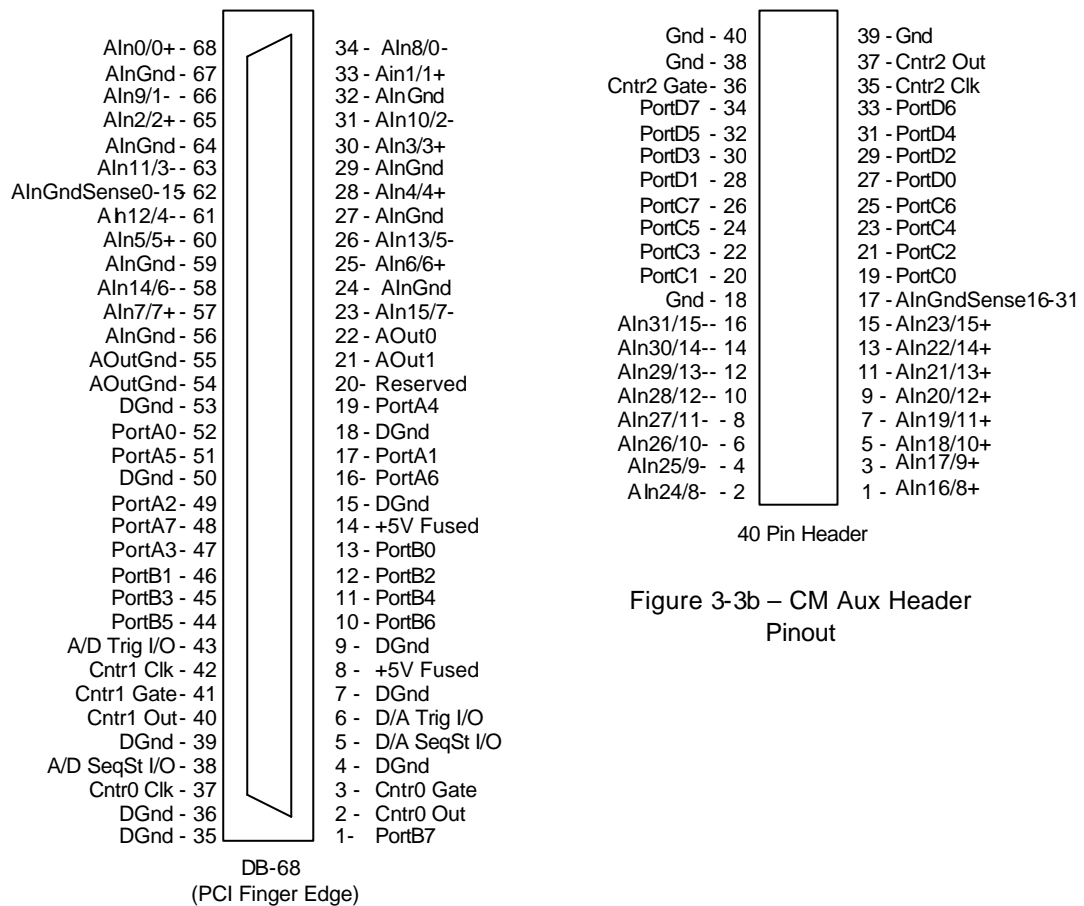 AIn0/0+ - 68
AInGnd - 67
AIn9/1- - 66
AIn2/2+ - 65
AInGnd - 64
AIn11/3-- 63
AInGndSense0-15 62
AIn12/4-- 61
AIn5/5+ - 60
AInGnd - 59
AIn14/6-- 58
AIn7/7+ - 57
AInGnd - 56
AOutGnd - 55
AOutGnd - 54
DGnd - 53
PortA0- 52
PortA5- 51
DGnd - 50
PortA2- 49
PortA7- 48
PortA3- 47
PortB1 - 46
PortB3 - 45
PortB5 - 44
A/D Trig I/O - 43
Cntr1 Clk - 42
Cntr1 Gate- 41
Cntr1 Out- 40
DGnd - 39
A/D SeqSt I/O - 38
Cntr0 Clk - 37
DGnd - 36
DGnd - 35
34 - AIn8/0-
33 - Ain1/1+
32 - AInGnd
31 - AIn10/2-
30 - AIn3/3+
29 - AInGnd
28 - AIn4/4+
27 - AInGnd
26 - AIn13/5-
25- AIn6/6+
24 - AInGnd
23 - AIn15/7-
22 - AOut0
21 - AOut1
20- Reserved
19 - PortA4
18 - DGnd
17 - PortA1
16- PortA6
15 - DGnd
14 - +5V Fused
13 - PortB0
12 - PortB2
11 - PortB4
10 - PortB6
9 - DGnd
8 - +5V Fused
7 - DGnd
6 - D/A Trig I/O
5 - D/A SeqSt I/O
4 - DGnd
3 - Cntr0 Gate
2 - Cntr0 Out
1- PortB7
DB-68
(PCI Finger Edge)
Gnd - 40
Gnd - 38
Cntr2 Gate- 36
PortD7 - 34
PortD5 - 32
PortD3 - 30
PortD1 - 28
PortC7 - 26
PortC5 - 24
PortC3 - 22
PortC1 - 20
Gnd - 18
AIn31/15-- 16
AIn30/14-- 14
AIn29/13-- 12
AIn28/12-- 10
AIn27/11- - 8
AIn26/10- - 6
AIn25/9- - 4
AIn24/8- - 2
39 - Gnd
37 - Cntr2 Out
35 - Cntr2 Clk
33 - PortD6
31 - PortD4
29 - PortD2
27 - PortD0
25 - PortC6
23 - PortC4
21 - PortC2
19 - PortC0
17 - AInGndSense16-31
15 - AIn23/15+
13 - AIn22/14+
11 - AIn21/13+
9 - AIn20/12+
7 - AIn19/11+
5 - AIn18/10+
3 - AIn17/9+
1 - AIn16/8+
40 Pin Header
Figure 3-3b – CM Aux Header
Pinout